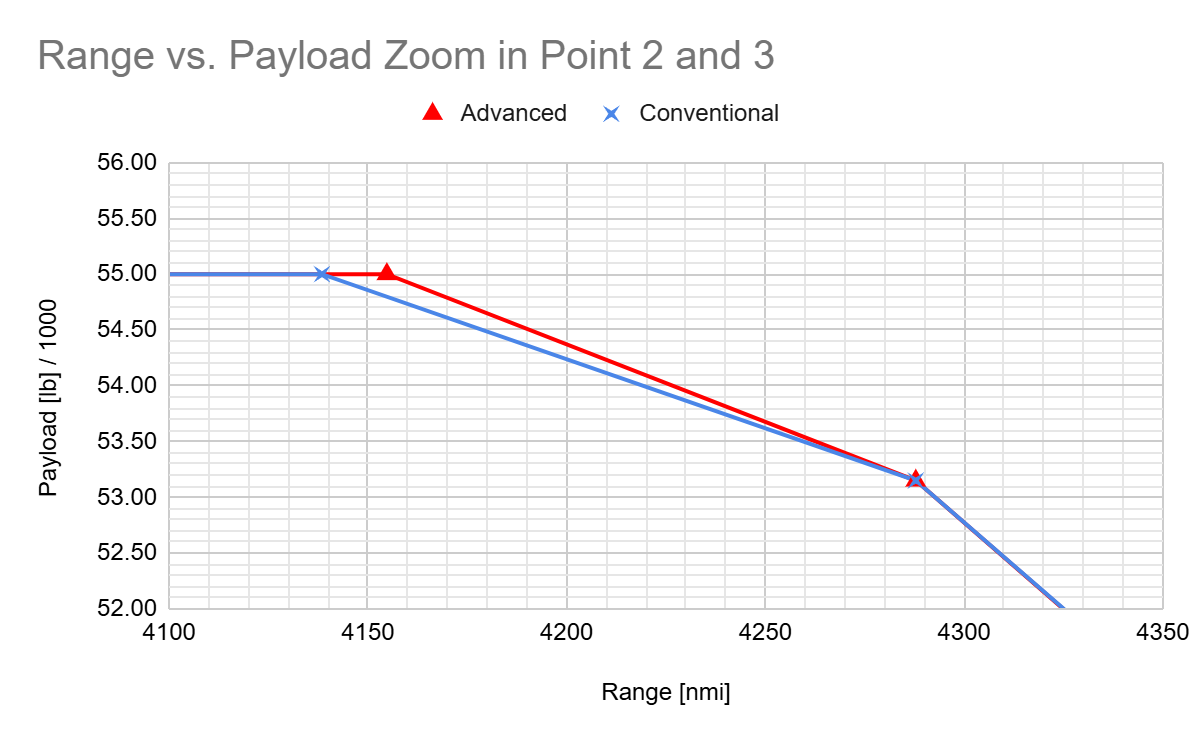 Range vs. Payload Zoom in Point 2 and 3
Advanced Conventional
56.00
55.50
55.00
54.50
54.00
53.50
53.00
52.50
52.00
Payload [lb] / 1000
4100 4150 4200 4250 4300 4350
Range [nmi]